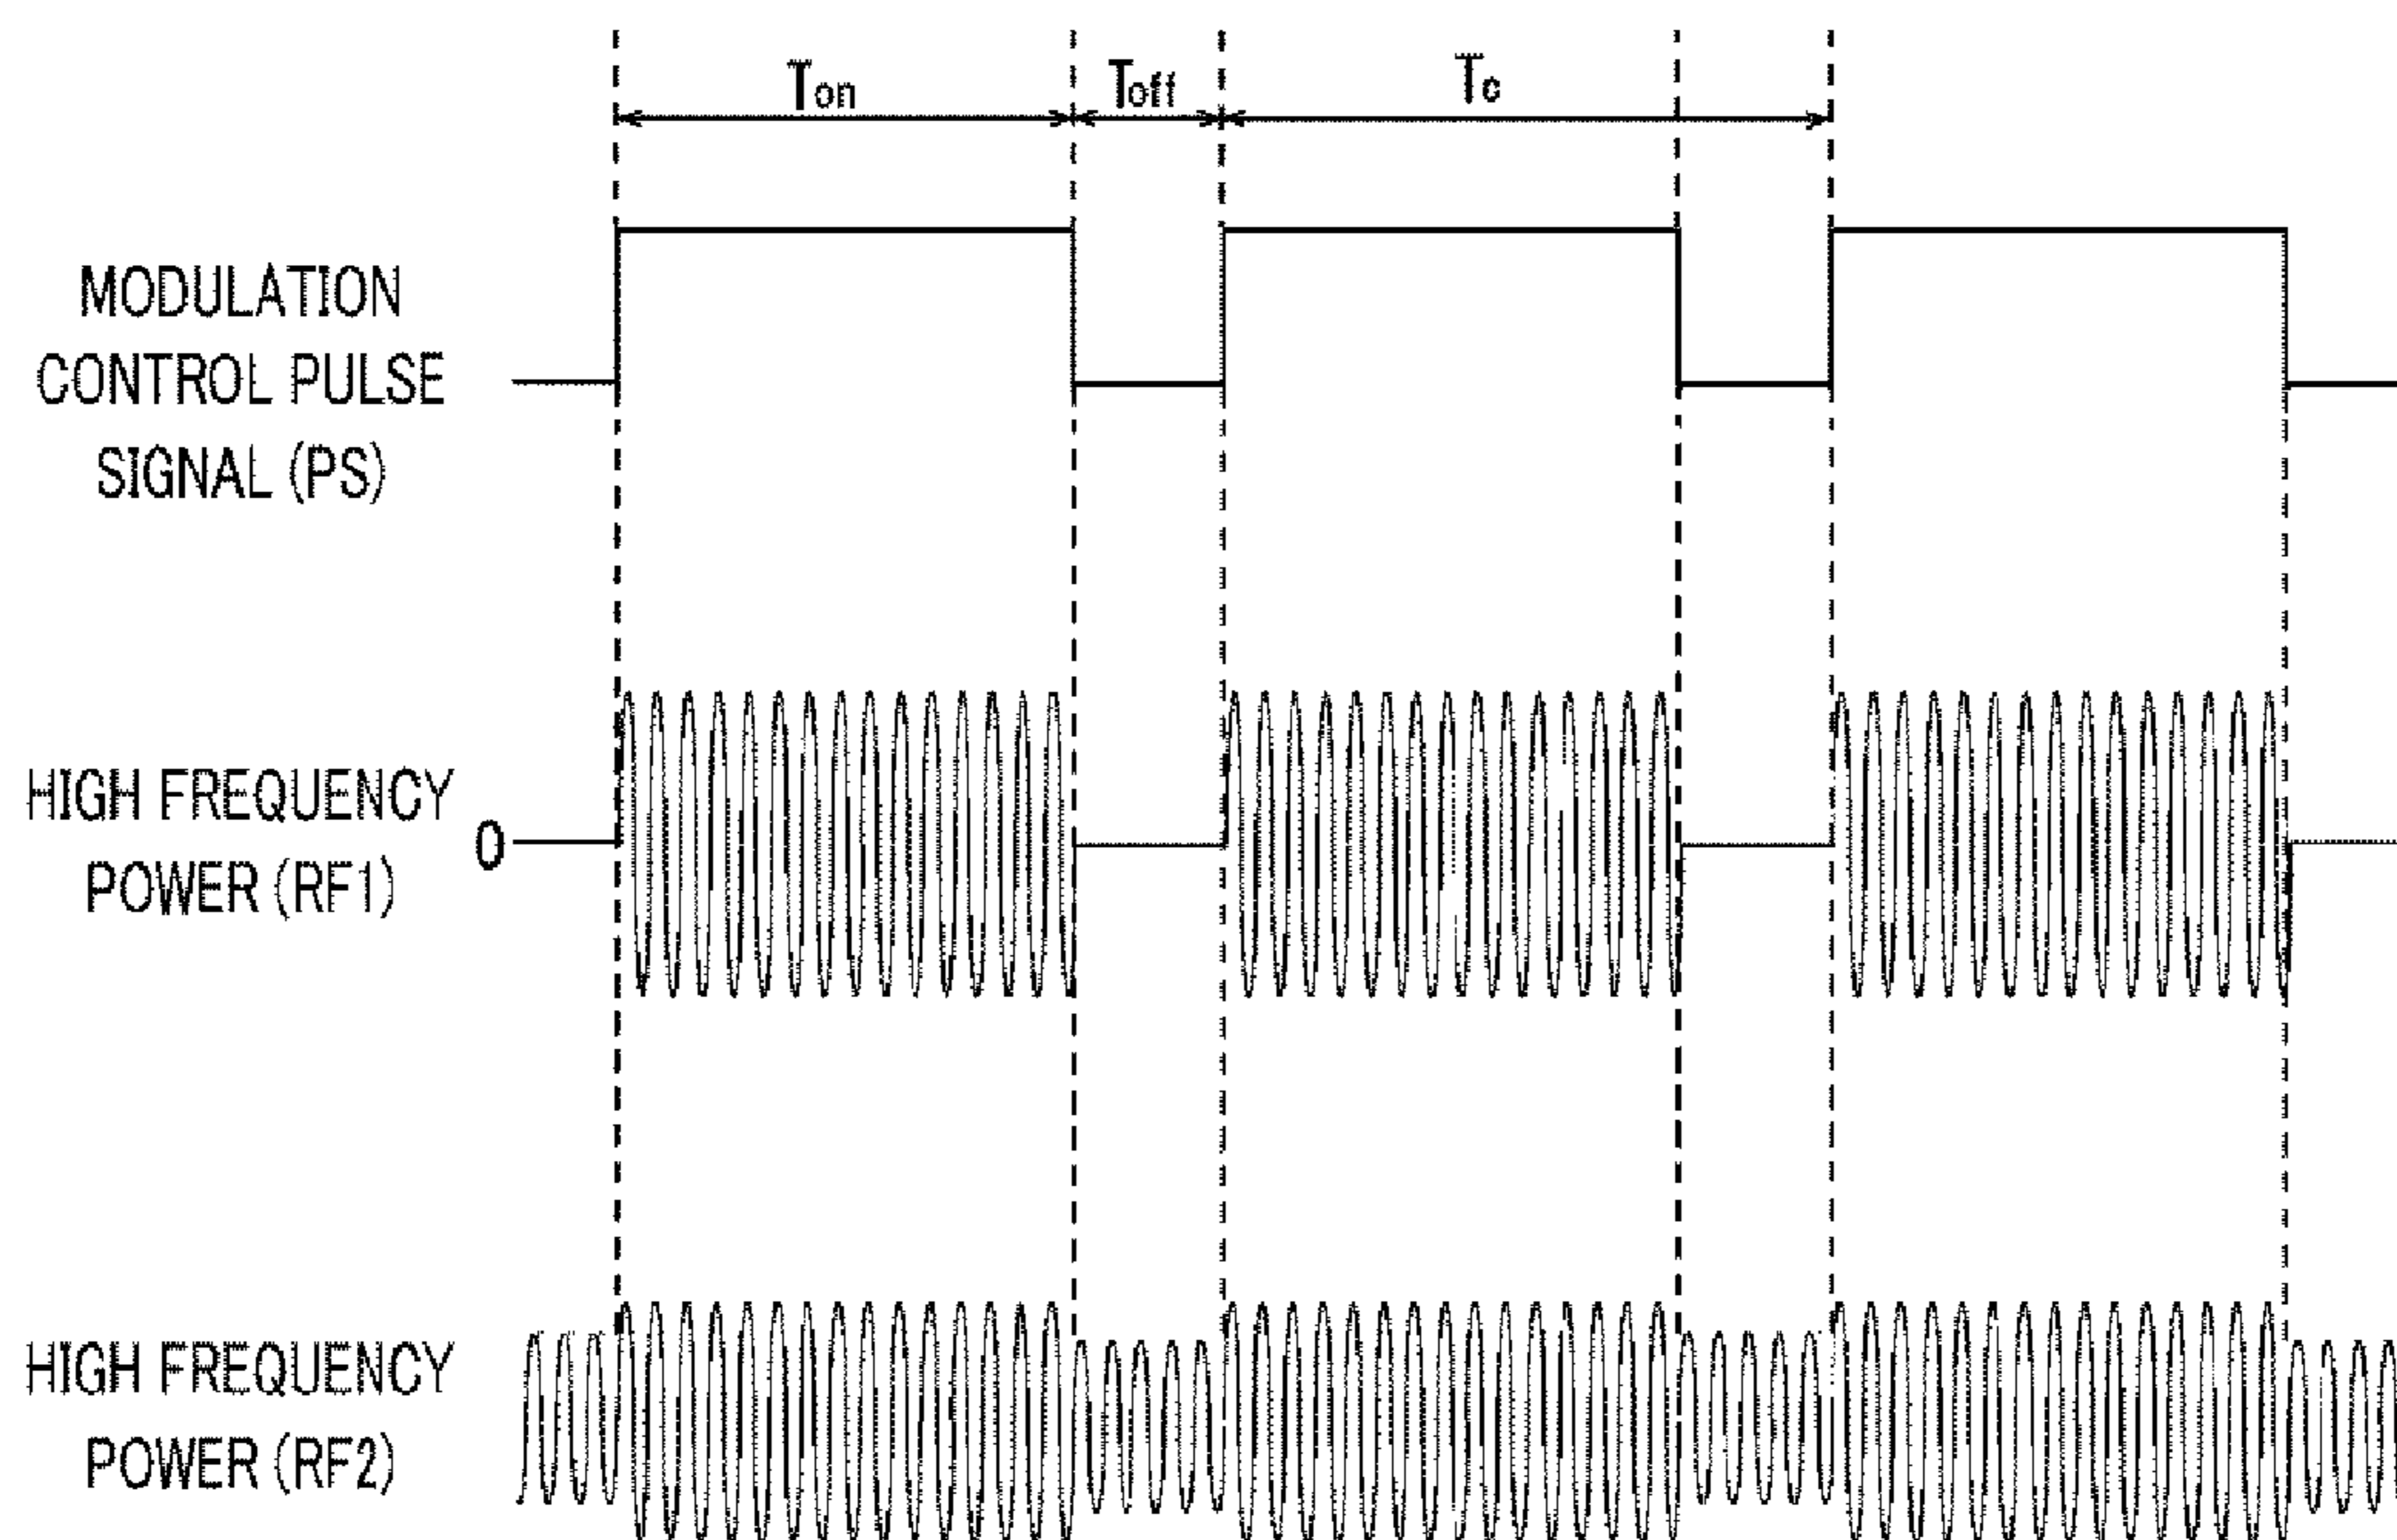 Ton
Toff
Tc
MODULATION
CONTROL PULSE
SIGNAL (PS)
HIGH FREQUENCY
POWER (RF1)
0
HIGH FREQUENCY
POWER (RF2)